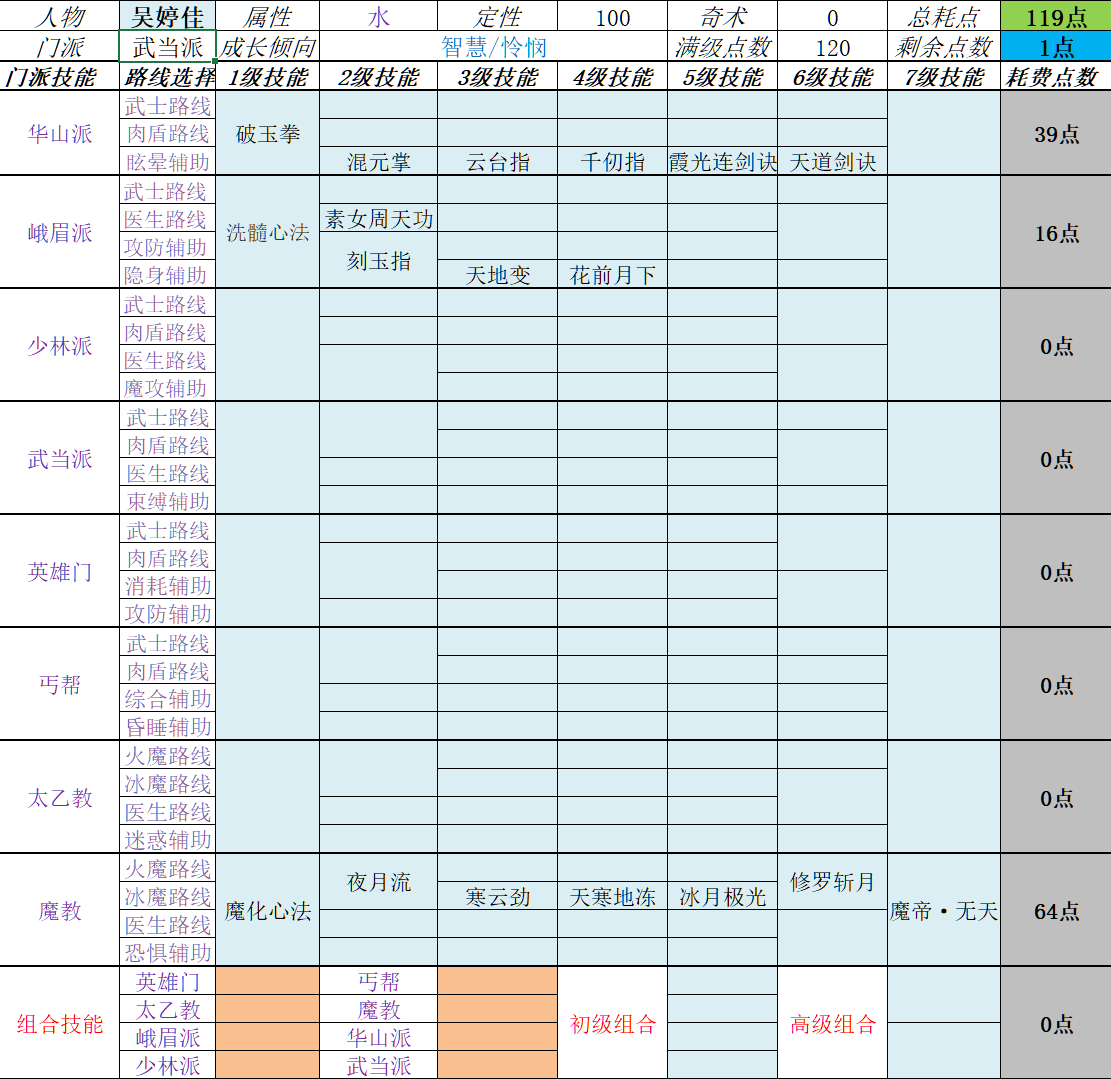 人物 吴婷佳 属性 水 定性 100 奇术 0 总耗点 119点
门派 武当派 成长倾向 智慧/怜悯 满级点数 120 剩余点数 1点
门派技能 路线选择 1级技能 2级技能 3级技能 4级技能 5级技能 6级技能 7级技能 耗费点数
武士路线
华山派 肉盾路线 破玉拳 39点
眩晕辅助 混元掌 云台指 千仞指 霞光连剑诀 天道剑诀
武士路线
峨眉派 医生路线 洗髓心法 素女周天功 16点
攻防辅助 刻玉指
隐身辅助 天地变 花前月下
武士路线
少林派 肉盾路线 0点
医生路线
魔攻辅助
武士路线
武当派 肉盾路线 0点
医生路线
束缚辅助
武士路线
英雄门 肉盾路线 0点
消耗辅助
攻防辅助
武士路线
丐帮 肉盾路线 0点
综合辅助
昏睡辅助
火魔路线
太乙教 冰魔路线 0点
医生路线
迷惑辅助
火魔路线 夜月流 修罗斩月
魔教 冰魔路线 魔化心法 寒云劲 天寒地冻 冰月极光 魔帝·无天 64点
医生路线
恐惧辅助
英雄门 丐帮
组合技能 太乙教 魔教 初级组合 高级组合 0点
峨眉派 华山派
少林派 武当派